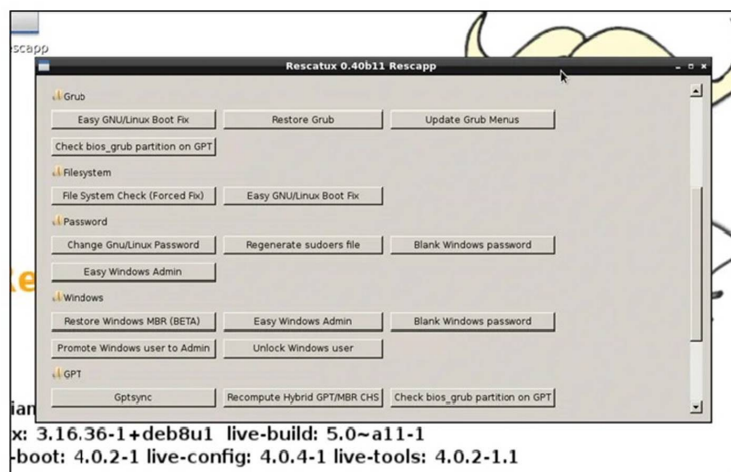 escapp
Rescatux 0.40b11 Rescapp
Grub
Easy GNU/Linux Boot Fix Restore Grub Update Grub Menus
Check bios_grub partition on GPT
Filesystem
File System Check (Forced Fix) Easy GNU/Linux Boot Fix
Password
Change Gnu/Linux Password Regenerate sudoers file Blank Windows password
Easy Windows Admin
Windows
Restore Windows MBR (BETA) Easy Windows Admin Blank Windows password
Promote Windows user to Admin Unlock Windows user
GPT
Gptsync Recompute Hybrid GPT/MBR CHS Check bios_grub partition on GPT
Re
ian
x: 3.16.36-1+deb8u1 live-build: 5.0~a11-1
-boot: 4.0.2-1 live-config: 4.0.4-1 live-tools: 4.0.2-1.1